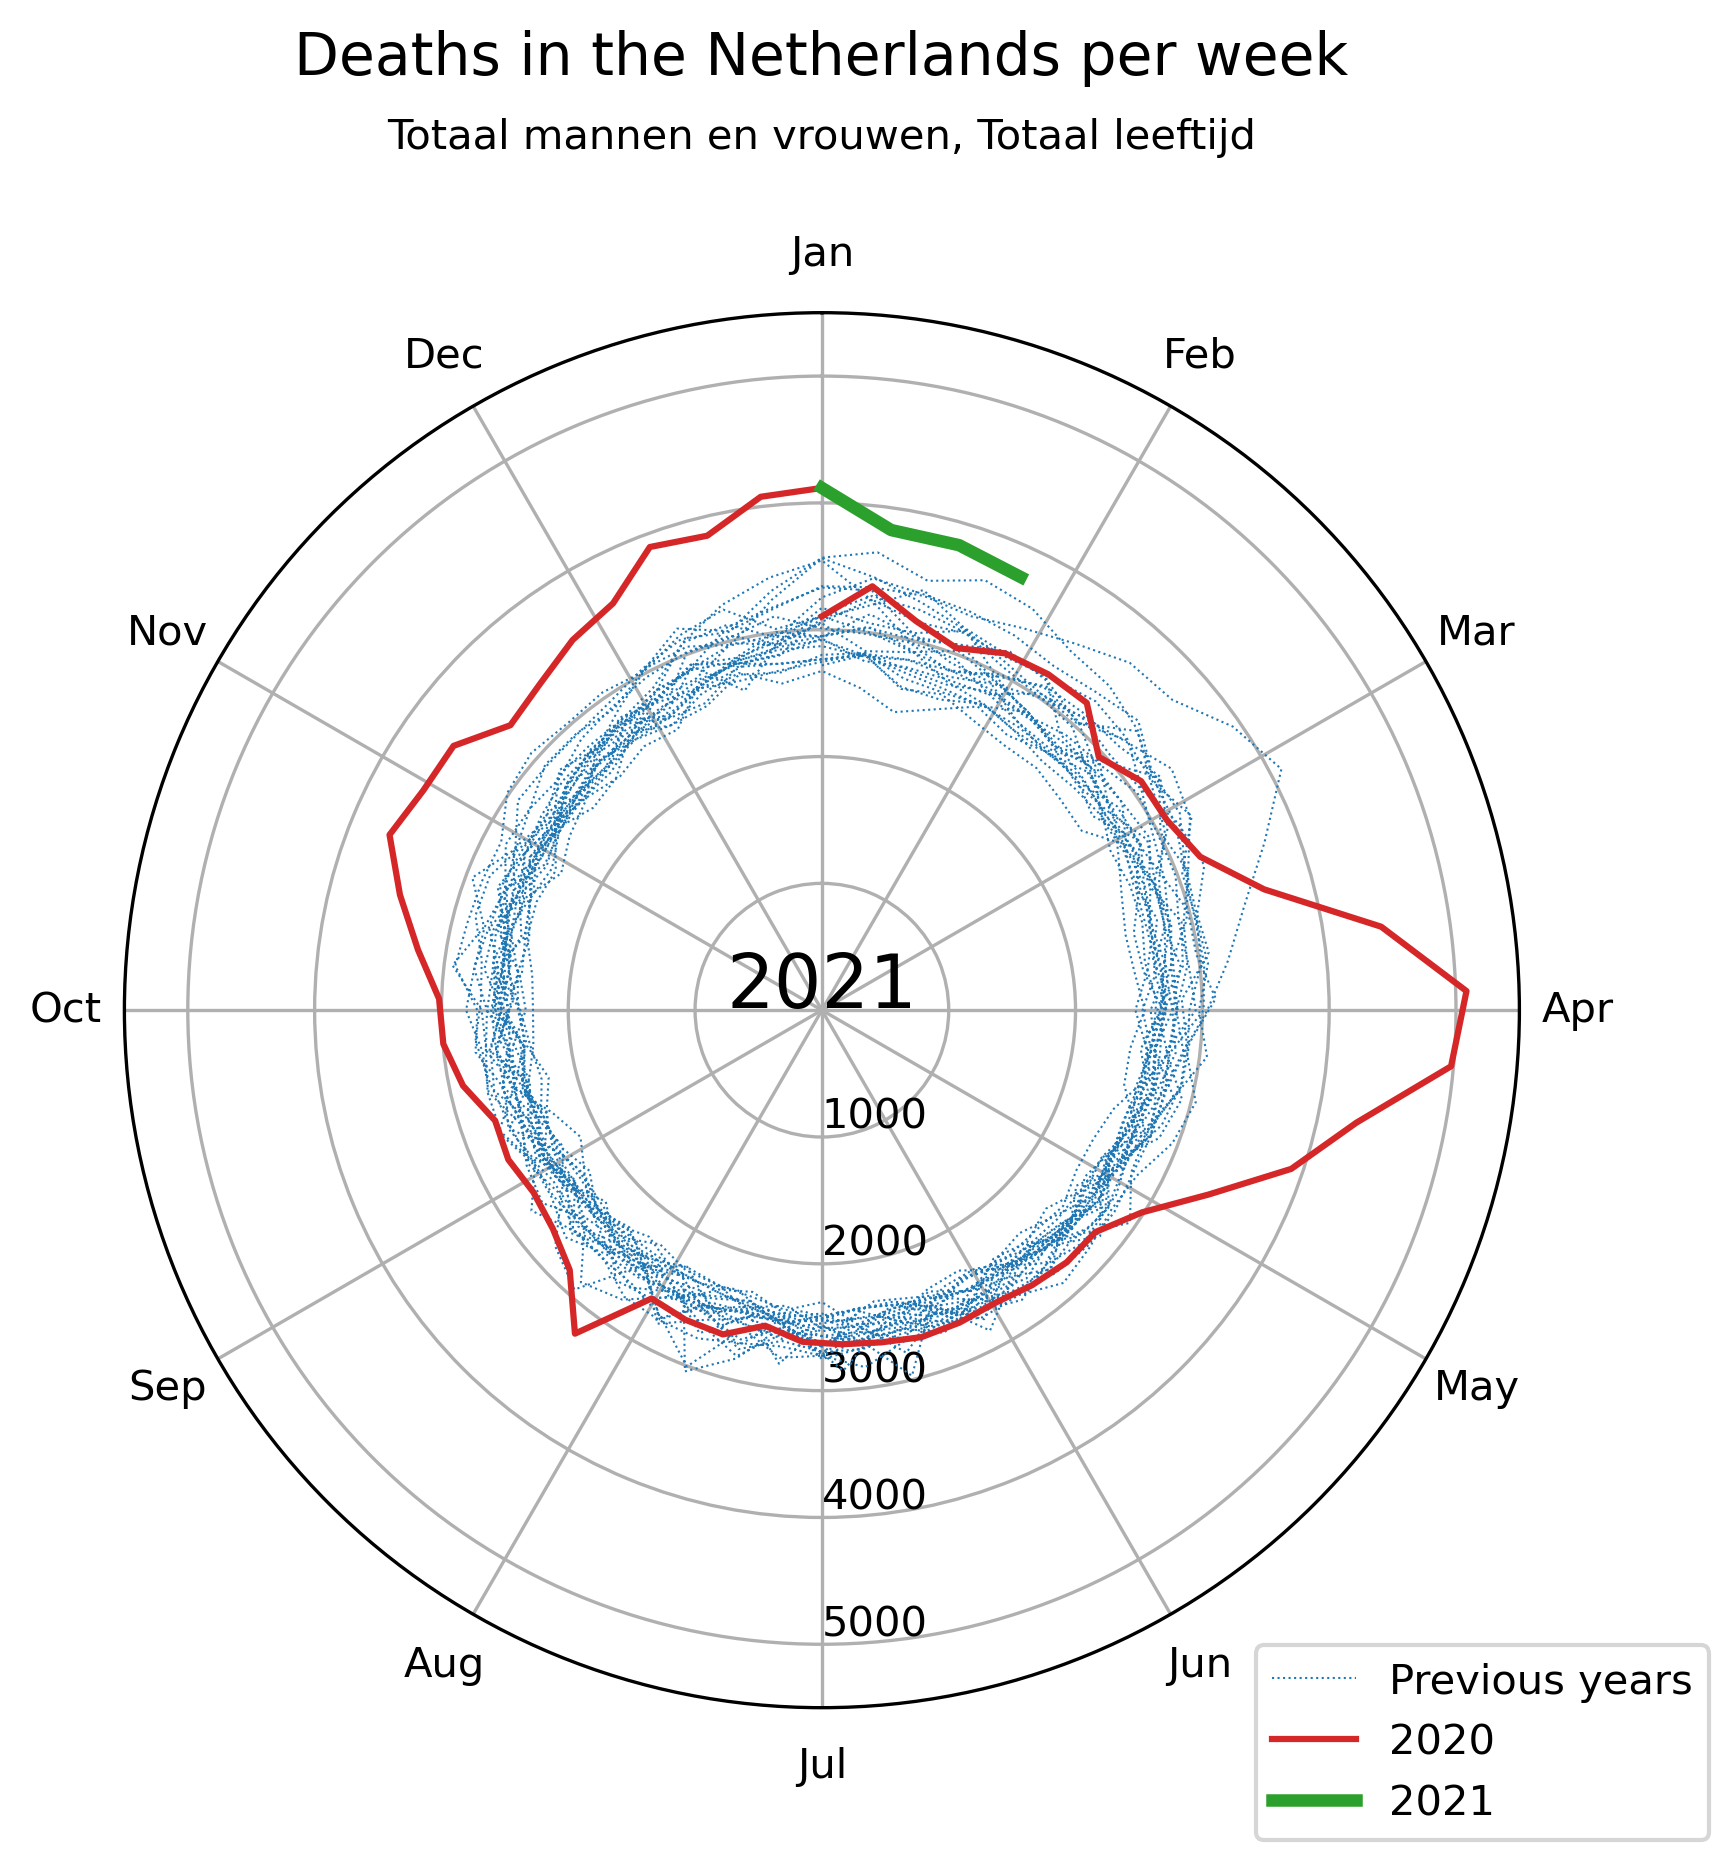 Deaths in the Netherlands per week
Totaal mannen en vrouwen, Totaal leeftijd
Jan
Feb
Mar
Apr
May
Jun
Jul
Aug
Sep
Oct
Nov
Dec
2021
1000
2000
3000
4000
5000
Previous years
2020
2021